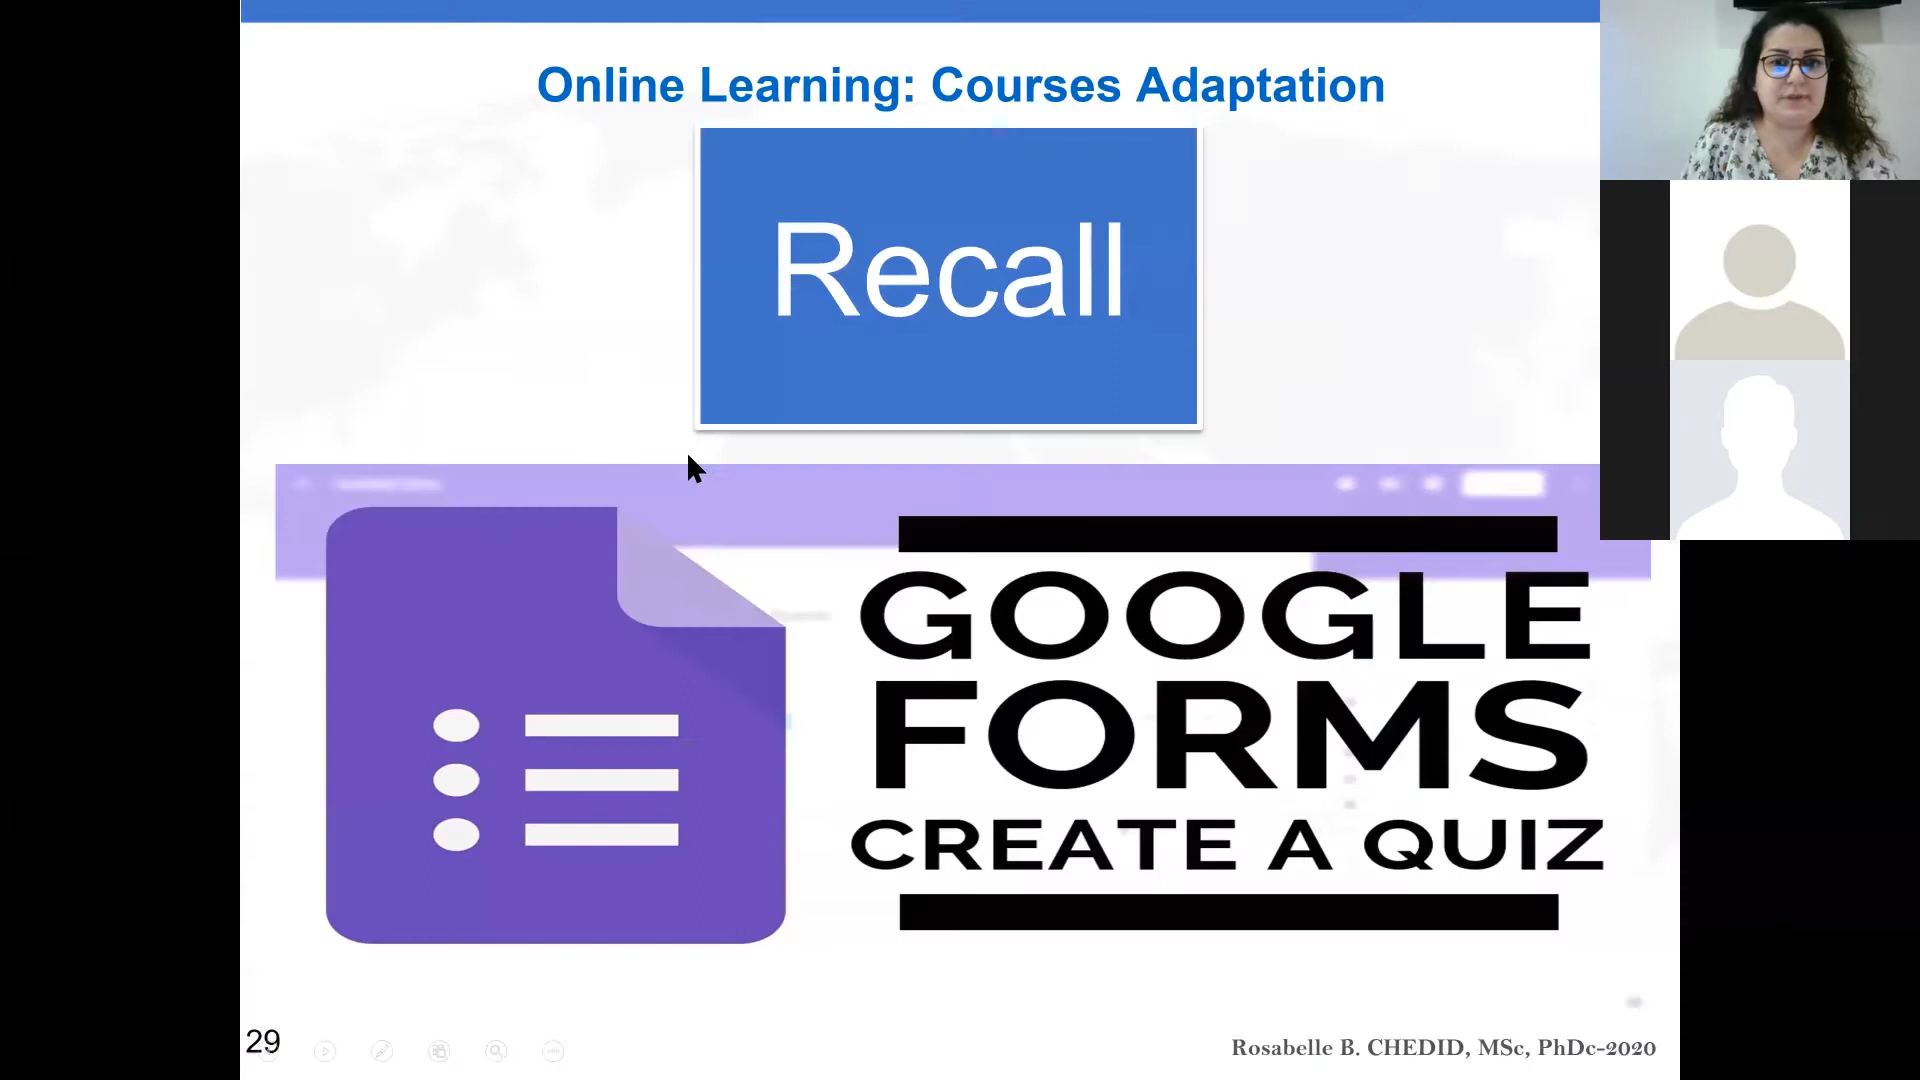 Online Learning: Courses Adaptation
Recall
GOOGLE
FORMS
CREATE A QUIZ
29
Rosabelle B. CHEDID, MSc, PhDc-2020